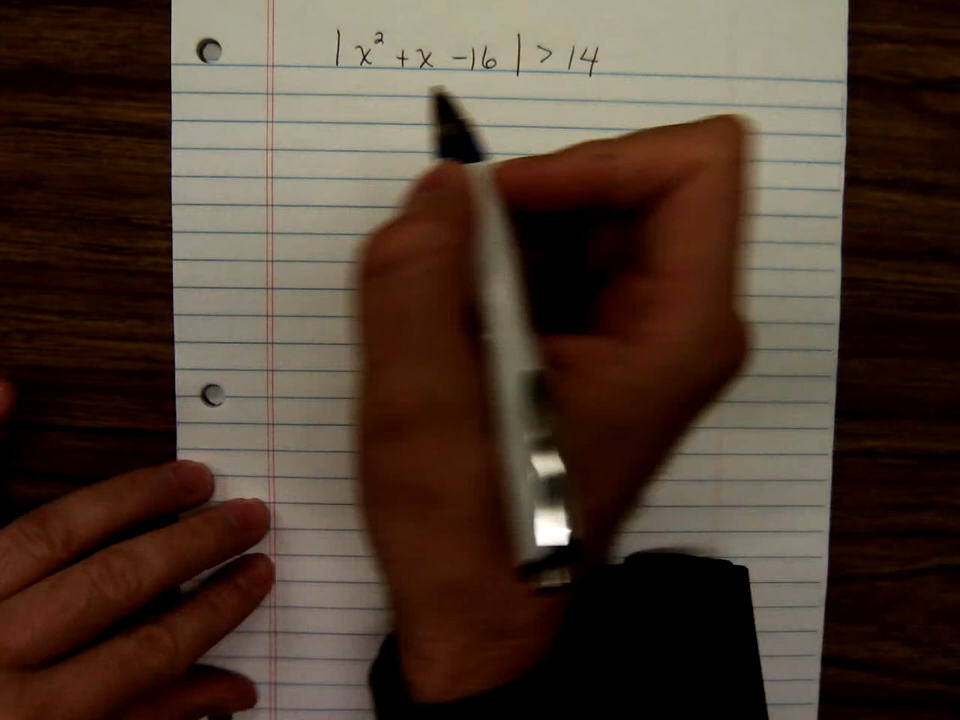 |x² + x - 16| > 14